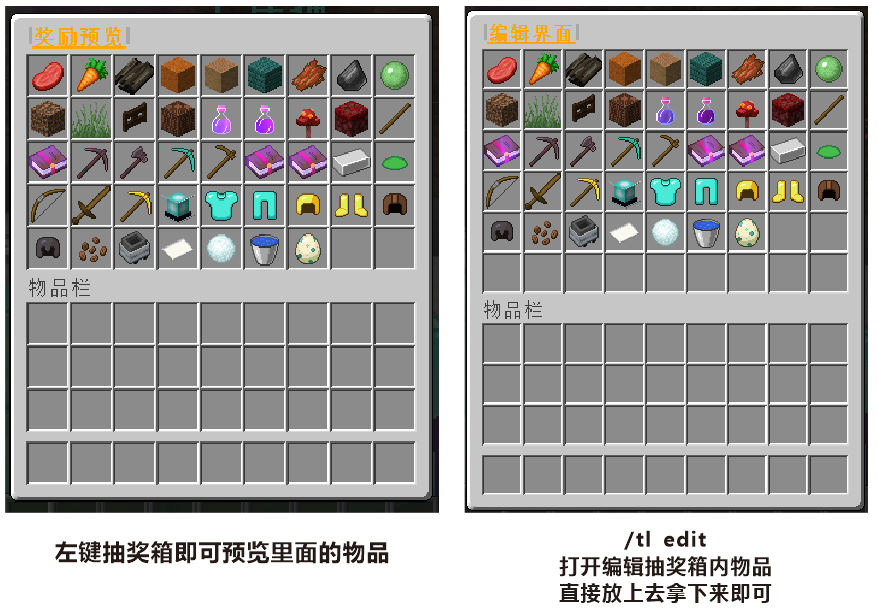 奖励预览
物品栏
左键抽奖箱即可预览里面的物品
编辑界面
物品栏
/tl edit
打开编辑抽奖箱内物品
直接放上去拿下来即可